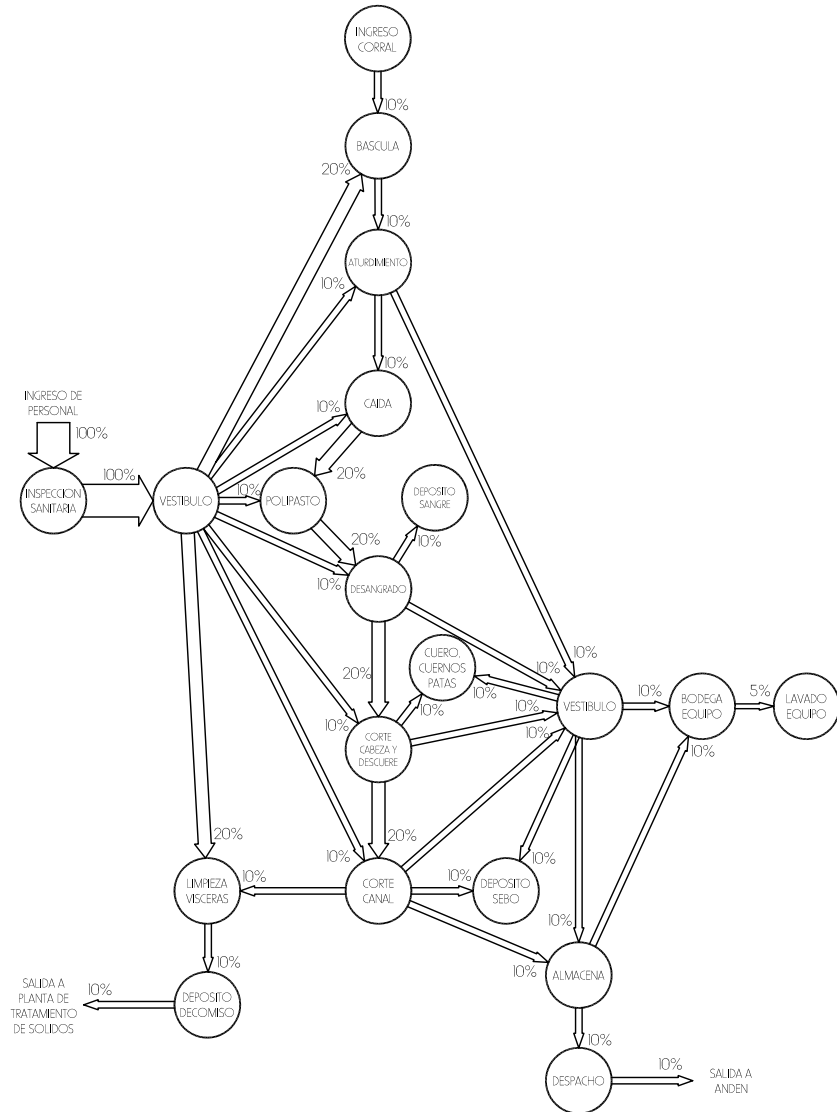 INGRESO
CORRAL
10%
BASCULA
20%
10%
ATURDIMIENTO
10%
10%
CAIDA
INGRESO DE
PERSONAL
100%
10%
20%
INSPECCION
SANITARIA
100%
VESTIBULO
10%
POLIPASTO
DEPOSITO
SANGRE
20%
10%
10%
DESANGRADO
CUERO,
CUERNOS
PATAS
20%
10%
10%
10%
10%
10%
10%
10%
CORTE
CABEZA Y
DESCUERE
VESTIBULO
10%
BODEGA
EQUIPO
5%
LAVADO
EQUIPO
10%
10%
20%
20%
10%
10%
LIMPIEZA
VISCERAS
10%
CORTE
CANAL
10%
DEPOSITO
SEBO
10%
10%
ALMACENA
10%
SALIDA A
PLANTA DE
TRATAMIENTO
DE SOLIDOS
10%
DEPOSITO
DECOMISO
10%
DESPACHO
10%
SALIDA A
ANDEN